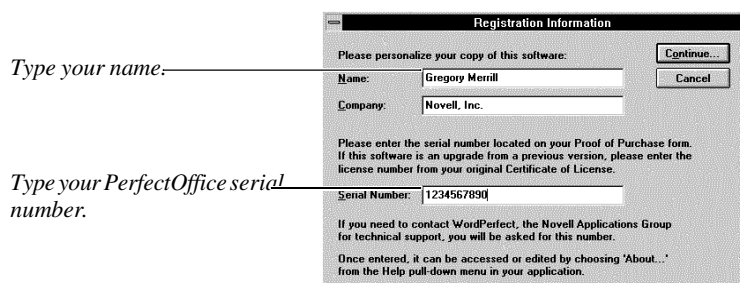 Registration Information
Please personalize your copy of this software:
Continue...
Type your name.
Name:
Gregory Merrill
Cancel
Company:
Novell, Inc.
Please enter the serial number located on your Proof of Purchase form.
If this software is an upgrade from a previous version, please enter the
license number from your original Certificate of License.
Type your PerfectOffice serial
number.
Serial Number:
1234567890
If you need to contact WordPerfect, the Novell Applications Group
for technical support, you will be asked for this number.
Once entered, it can be accessed or edited by choosing 'About...'
from the Help pull-down menu in your application.